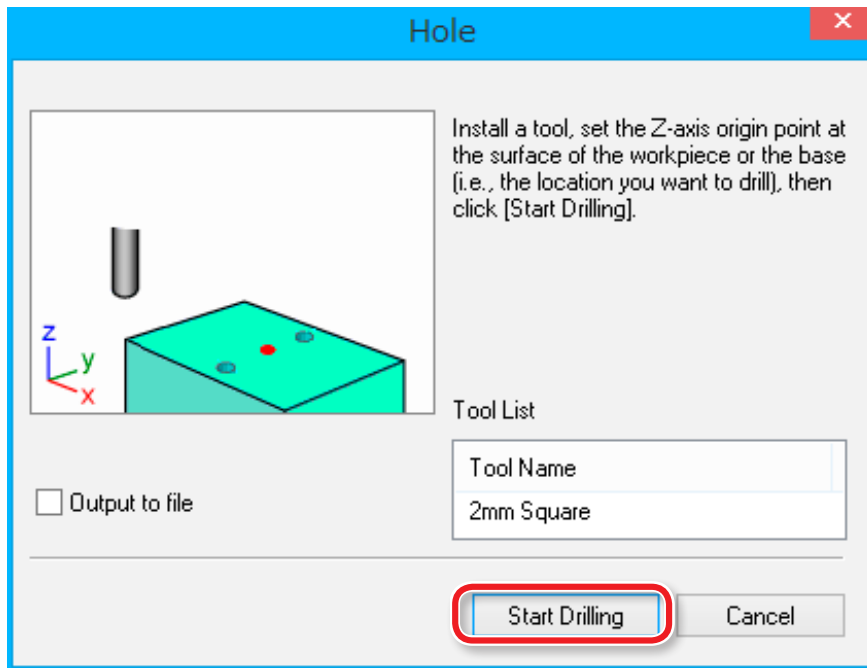 Hole
Install a tool, set the Z-axis origin point at
the surface of the workpiece or the base
(i.e., the location you want to drill), then
click [Start Drilling].
z
y
x
Tool List
Tool Name
2mm Square
Output to file
Start Drilling
Cancel